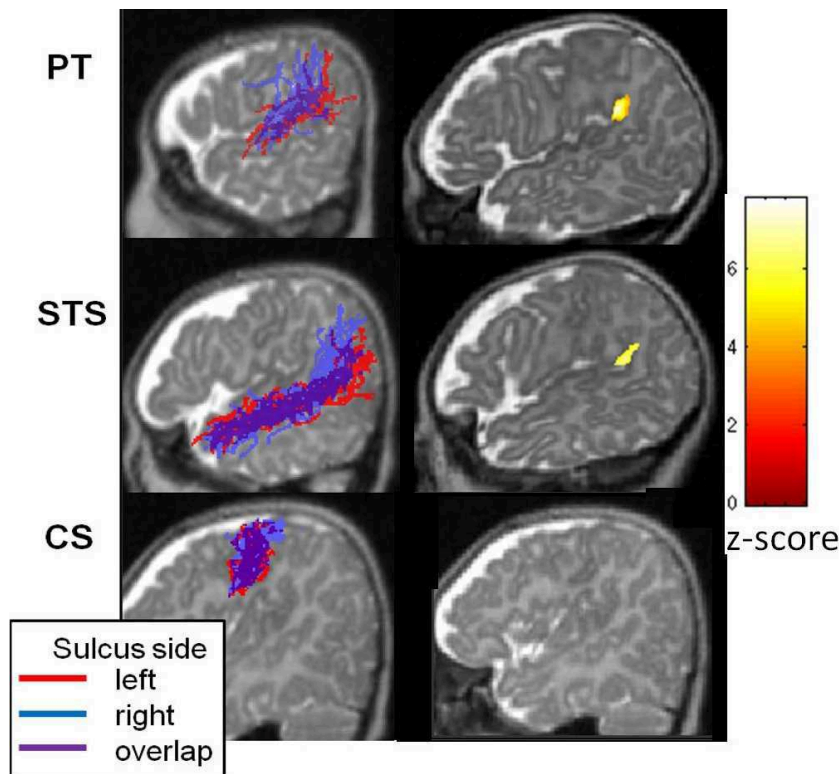 PT
STS
CS
6
4
2
0
z-score
Sulcus side
left
right
overlap